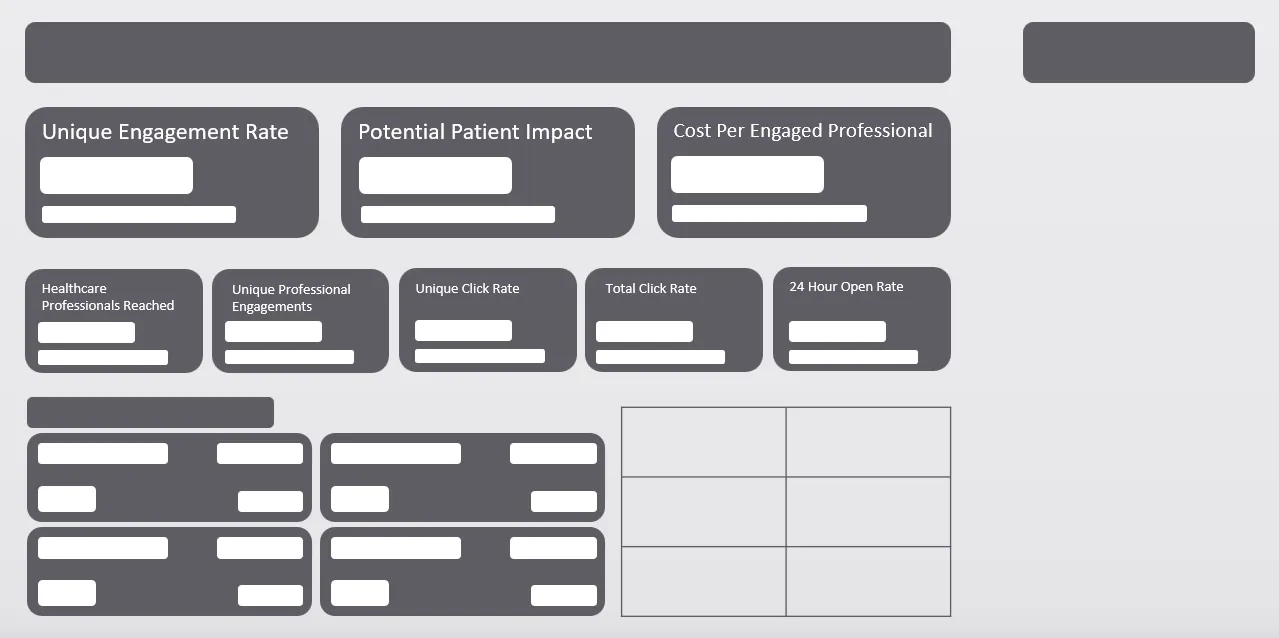 Unique Engagement Rate
Potential Patient Impact
Cost Per Engaged Professional
Healthcare
Professionals Reached
Unique Professional
Engagements
Unique Click Rate
Total Click Rate
24 Hour Open Rate